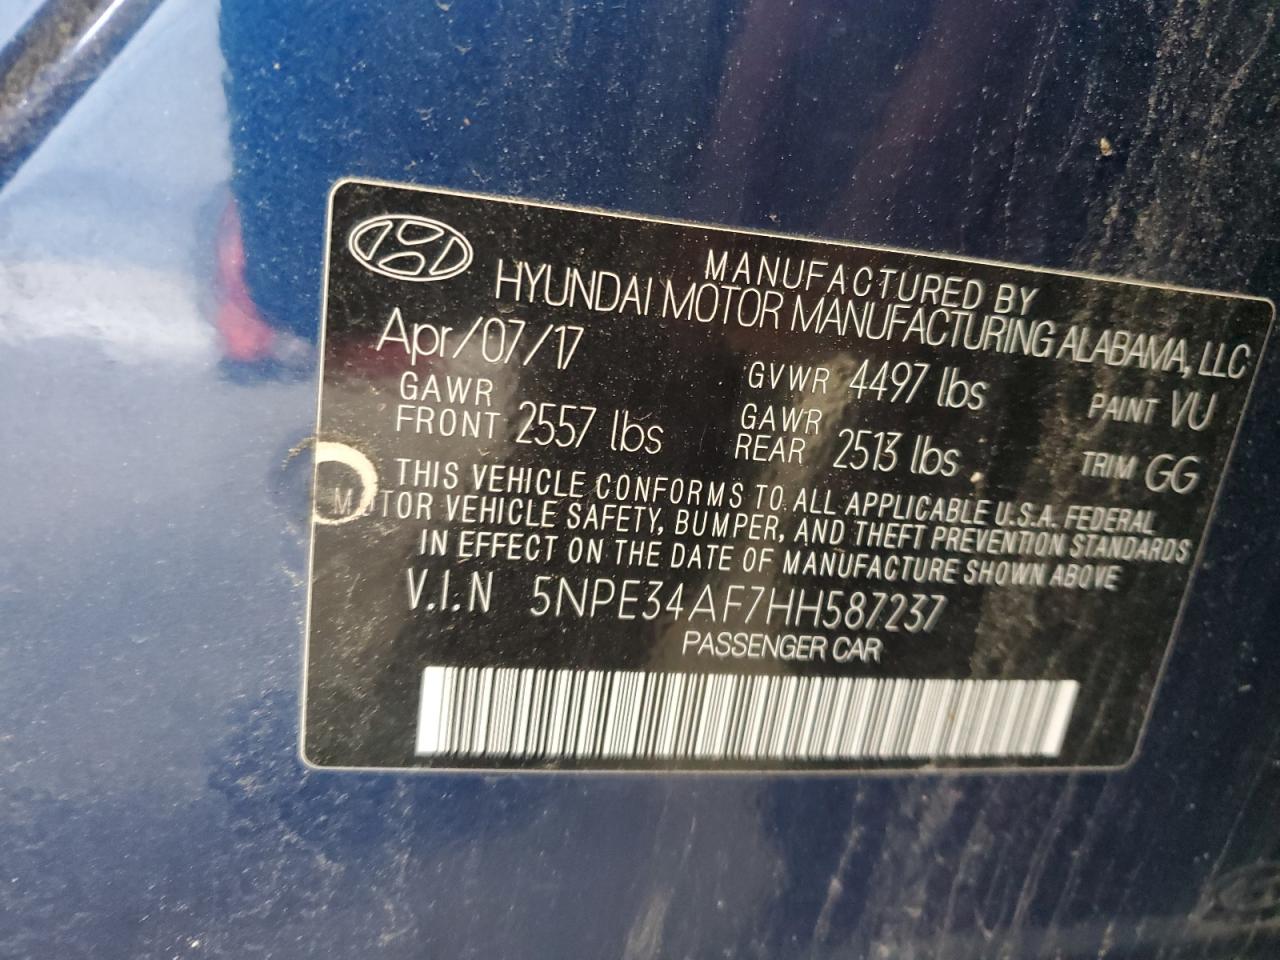 MANUFACTURED BY
HYUNDAI MOTOR MANUFACTURING ALABAMA, LLC
Apr/07/17
GAWR FRONT 2557 lbs
GVWR 4497 lbs
GAWR REAR 2513 lbs
PAINT VU
TRIM GG
THIS VEHICLE CONFORMS TO ALL APPLICABLE U.S.A. FEDERAL
MOTOR VEHICLE SAFETY, BUMPER, AND THEFT PREVENTION STANDARDS
IN EFFECT ON THE DATE OF MANUFACTURE SHOWN ABOVE
V.I.N 5NPE34AF7HH587237
PASSENGER CAR